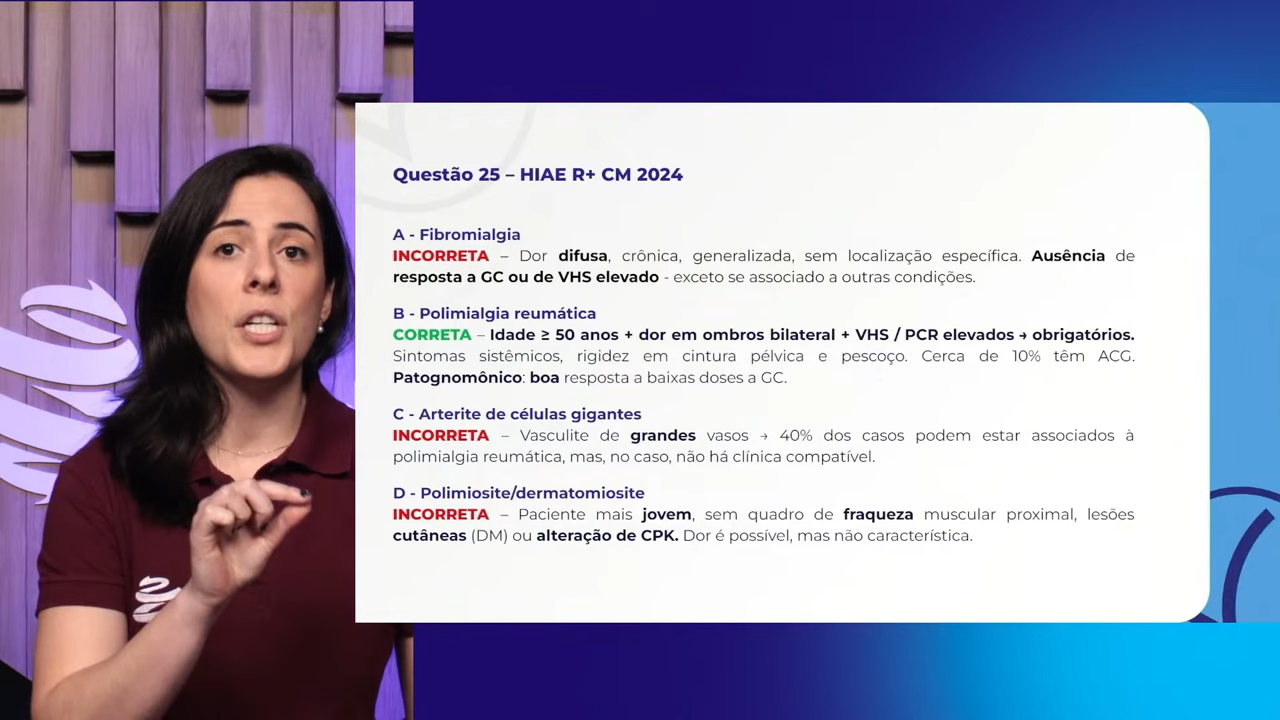 Questão 25 – HIAE R+ CM 2024
A - Fibromialgia
INCORRETA – Dor difusa, crônica, generalizada, sem localização específica. Ausência de
resposta a GC ou de VHS elevado - exceto se associado a outras condições.
B - Polimialgia reumática
CORRETA – Idade ≥ 50 anos + dor em ombros bilateral + VHS / PCR elevados → obrigatórios.
Sintomas sistêmicos, rigidez em cintura pélvica e pescoço. Cerca de 10% têm ACG.
Patognomônico: boa resposta a baixas doses a GC.
C - Arterite de células gigantes
INCORRETA – Vasculite de grandes vasos → 40% dos casos podem estar associados à
polimialgia reumática, mas, no caso, não há clínica compatível.
D - Polimiosite/dermatomiosite
INCORRETA – Paciente mais jovem, sem quadro de fraqueza muscular proximal, lesões
cutâneas (DM) ou alteração de CPK. Dor é possível, mas não característica.